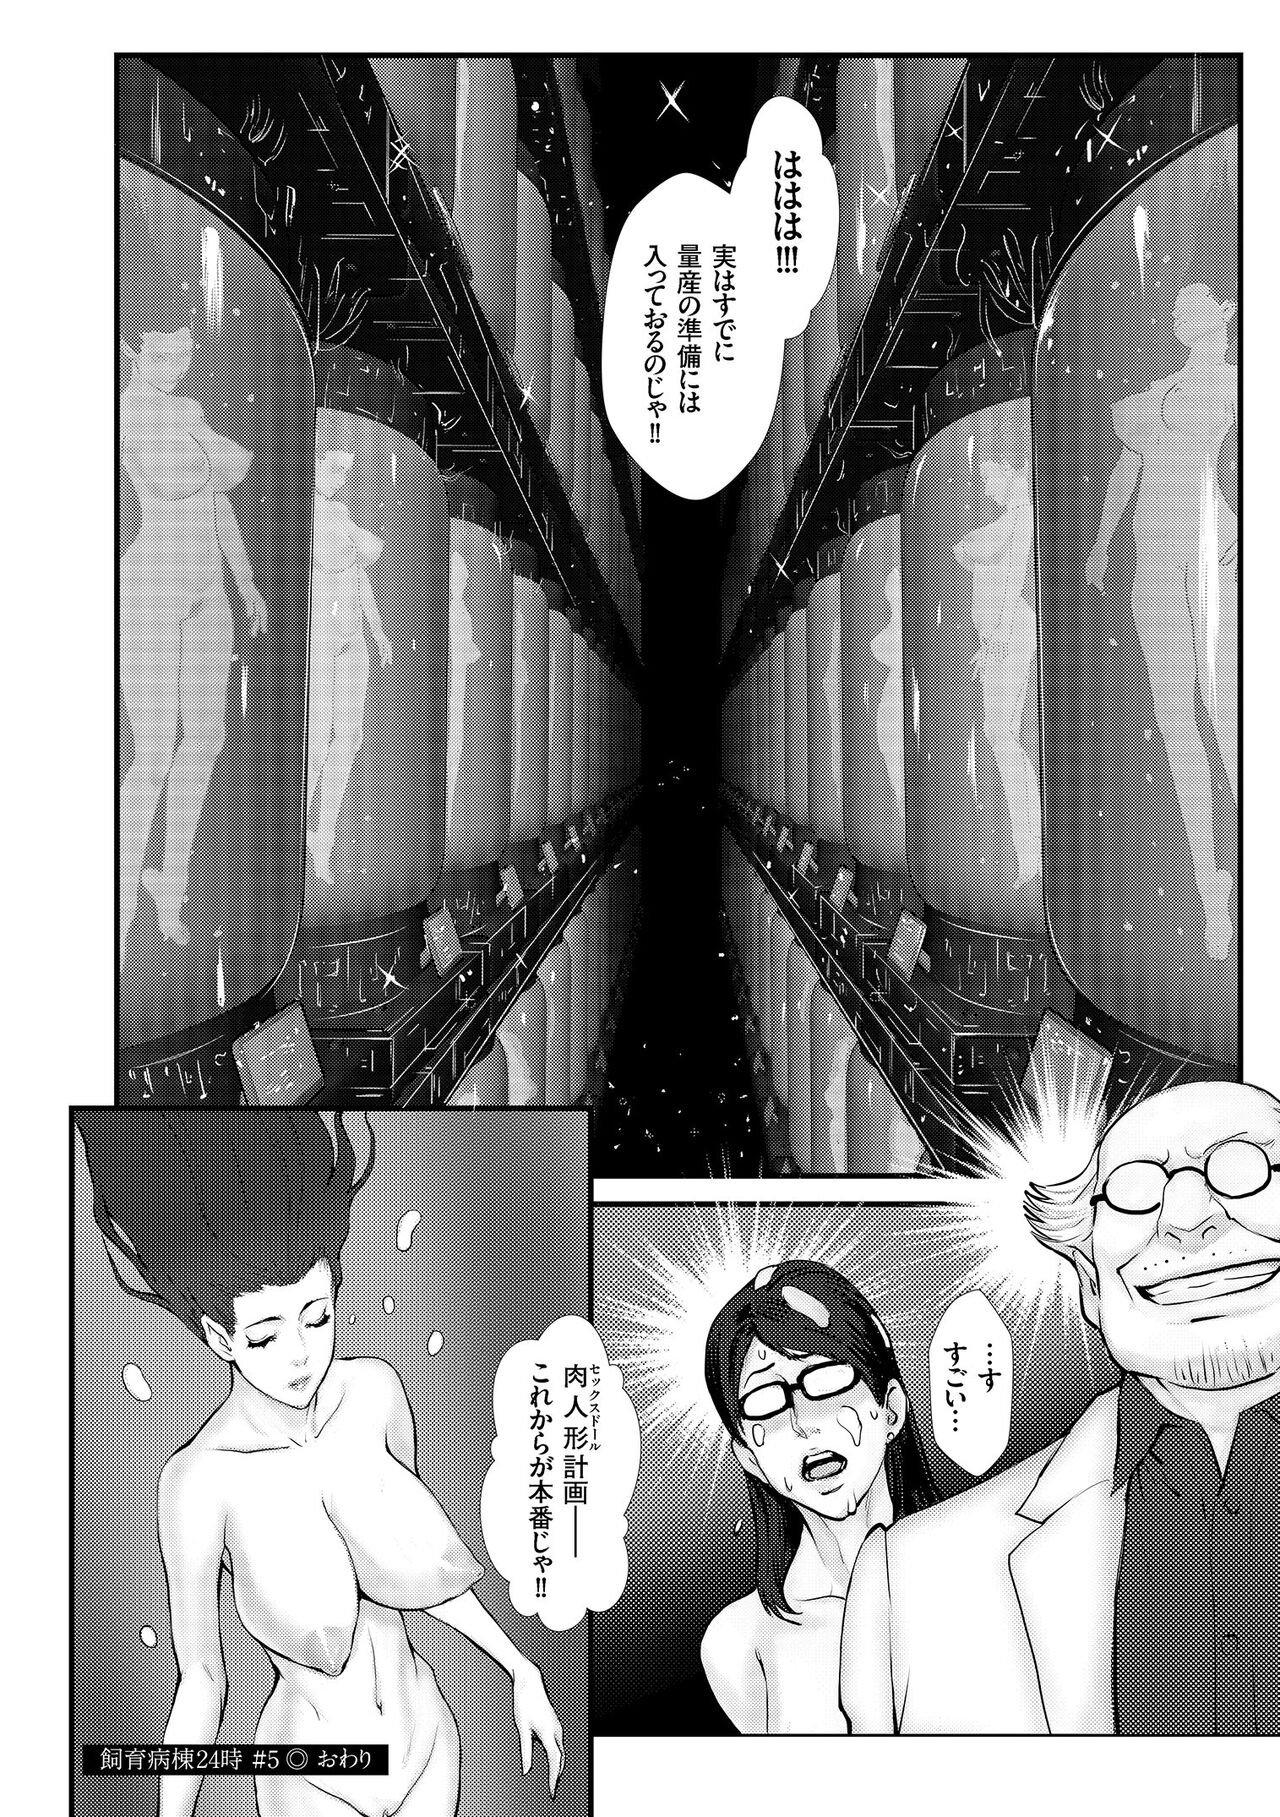 ははは!!!
実はすでに
量産の準備には
入っておるのじゃ!!
…す
すごい…
肉人形計画――
セックスドール
これからが本番じゃ!!
飼育病棟24時 #5◎おわり